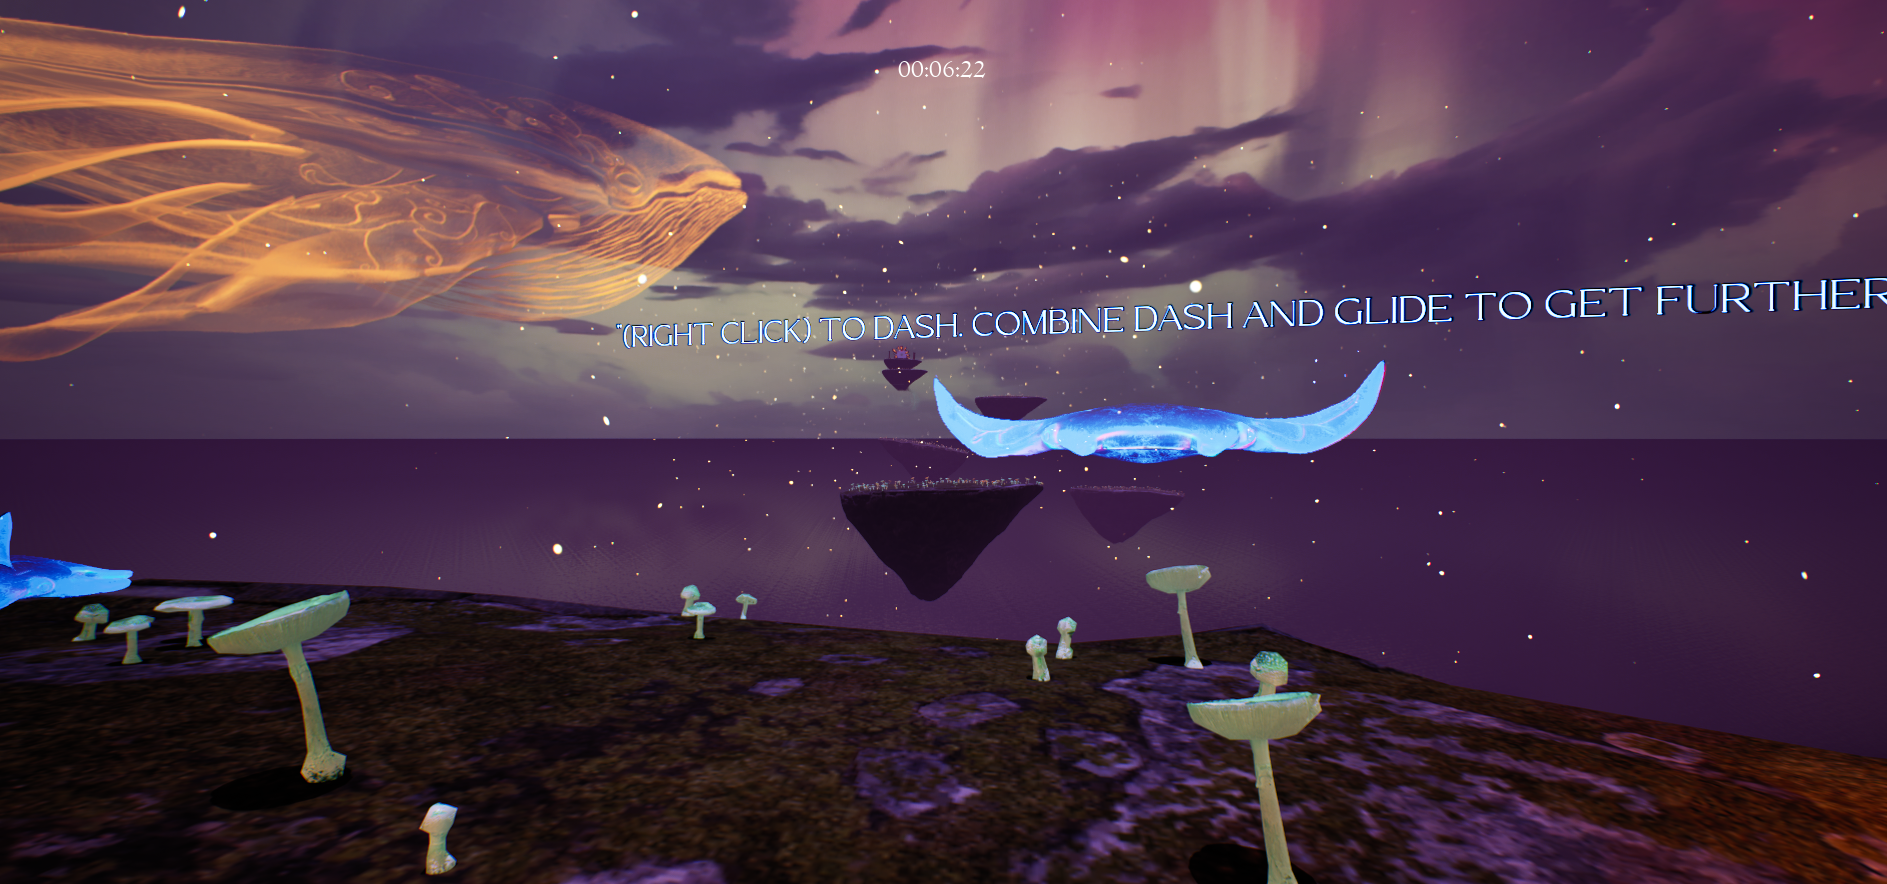 00:06:22
"(RIGHT CLICK) TO DASH. COMBINE DASH AND GLIDE TO GET FURTHER